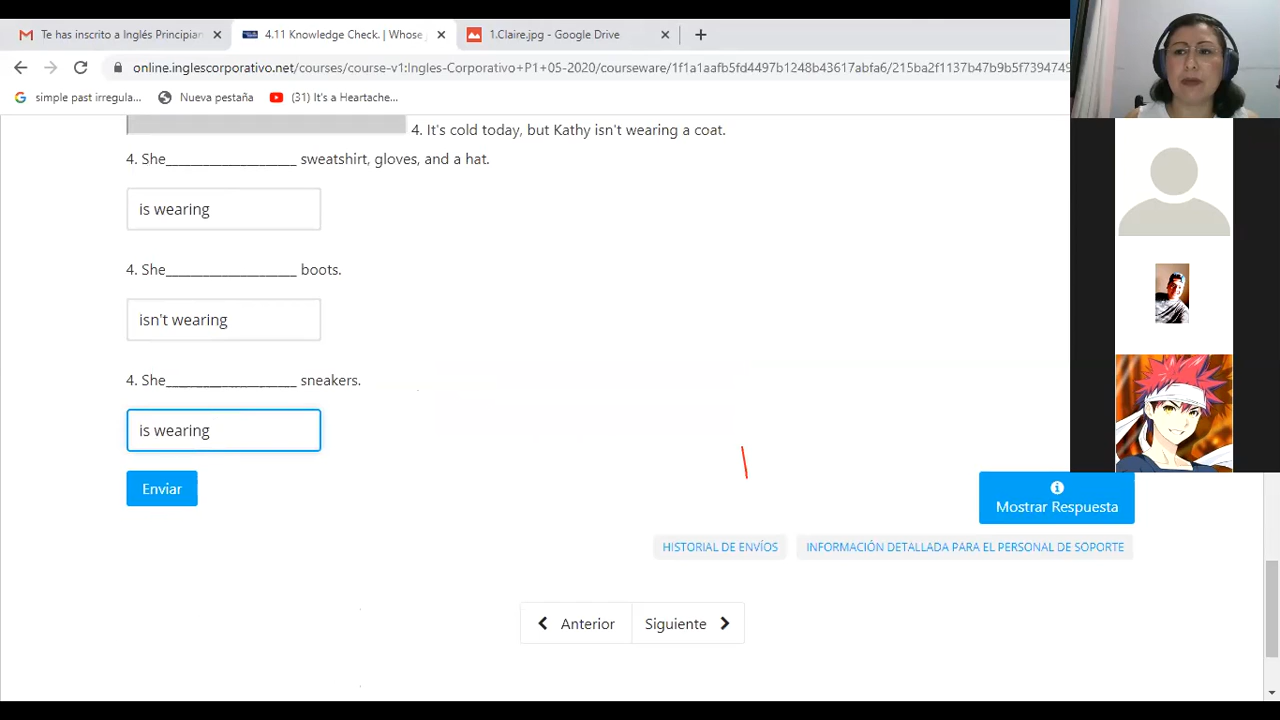 Te has inscrito a Inglés Principian
4.11 Knowledge Check. | Whose
1.Claire.jpg - Google Drive
online.inglescorporativo.net/courses/course-v1:Ingles-Corporativo+P1+05-2020/courseware/1f1a1aafb5fd4497b1248b43617abfa6/215ba2f1137b47b9b5f7394749
simple past irregula...
Nueva pestaña
(31) It's a Heartache...
4. It's cold today, but Kathy isn't wearing a coat.
4. She___________________ sweatshirt, gloves, and a hat.
is wearing
4. She___________________ boots.
isn't wearing
4. She___________________ sneakers.
is wearing
Enviar
Mostrar Respuesta
HISTORIAL DE ENVÍOS
INFORMACIÓN DETALLADA PARA EL PERSONAL DE SOPORTE
Anterior
Siguiente